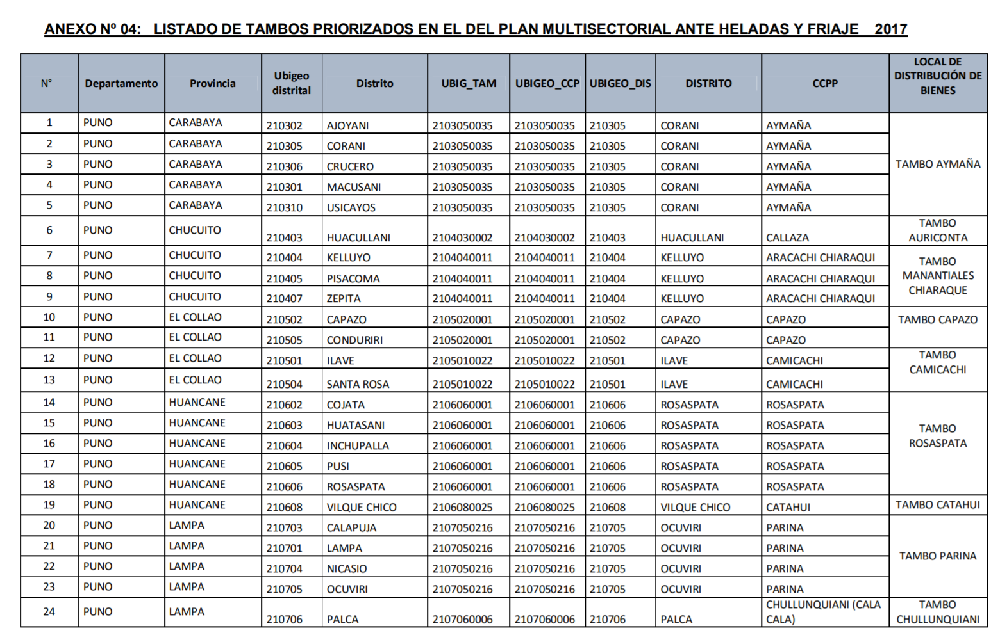 ANEXO Nº 04: LISTADO DE TAMBOS PRIORIZADOS EN EL DEL PLAN MULTISECTORIAL ANTE HELADAS Y FRIAJE 2017
N° Departamento Provincia Ubigeo distrital Distrito UBIG_TAM UBIGEO_CCP UBIGEO_DIS DISTRITO CCPP LOCAL DE DISTRIBUCIÓN DE BIENES
1 PUNO CARABAYA 210302 AJOYANI 2103050035 2103050035 210305 CORANI AYMAÑA
2 PUNO CARABAYA 210305 CORANI 2103050035 2103050035 210305 CORANI AYMAÑA
3 PUNO CARABAYA 210306 CRUCERO 2103050035 2103050035 210305 CORANI AYMAÑA TAMBO AYMAÑA
4 PUNO CARABAYA 210301 MACUSANI 2103050035 2103050035 210305 CORANI AYMAÑA
5 PUNO CARABAYA 210310 USICAYOS 2103050035 2103050035 210305 CORANI AYMAÑA
6 PUNO CHUCUITO 210403 HUACULLANI 2104030002 2104030002 210403 HUACULLANI CALLAZA TAMBO AURICONTA
7 PUNO CHUCUITO 210404 KELLUYO 2104040011 2104040011 210404 KELLUYO ARACACHI CHIARAQUI
8 PUNO CHUCUITO 210405 PISACOMA 2104040011 2104040011 210404 KELLUYO ARACACHI CHIARAQUI TAMBO MANANTIALES CHIARAQUE
9 PUNO CHUCUITO 210407 ZEPITA 2104040011 2104040011 210404 KELLUYO ARACACHI CHIARAQUI
10 PUNO EL COLLAO 210502 CAPAZO 2105020001 2105020001 210502 CAPAZO CAPAZO TAMBO CAPAZO
11 PUNO EL COLLAO 210505 CONDURIRI 2105020001 2105020001 210502 CAPAZO CAPAZO
12 PUNO EL COLLAO 210501 ILAVE 2105010022 2105010022 210501 ILAVE CAMICACHI TAMBO CAMICACHI
13 PUNO EL COLLAO 210504 SANTA ROSA 2105010022 2105010022 210501 ILAVE CAMICACHI
14 PUNO HUANCANE 210602 COJATA 2106060001 2106060001 210606 ROSASPATA ROSASPATA
15 PUNO HUANCANE 210603 HUATASANI 2106060001 2106060001 210606 ROSASPATA ROSASPATA
16 PUNO HUANCANE 210604 INCHUPALLA 2106060001 2106060001 210606 ROSASPATA ROSASPATA TAMBO ROSASPATA
17 PUNO HUANCANE 210605 PUSI 2106060001 2106060001 210606 ROSASPATA ROSASPATA
18 PUNO HUANCANE 210606 ROSASPATA 2106060001 2106060001 210606 ROSASPATA ROSASPATA
19 PUNO HUANCANE 210608 VILQUE CHICO 2106080025 2106080025 210608 VILQUE CHICO CATAHUI TAMBO CATAHUI
20 PUNO LAMPA 210703 CALAPUJA 2107050216 2107050216 210705 OCUVIRI PARINA
21 PUNO LAMPA 210701 LAMPA 2107050216 2107050216 210705 OCUVIRI PARINA TAMBO PARINA
22 PUNO LAMPA 210704 NICASIO 2107050216 2107050216 210705 OCUVIRI PARINA
23 PUNO LAMPA 210705 OCUVIRI 2107050216 2107050216 210705 OCUVIRI PARINA
24 PUNO LAMPA 210706 PALCA 2107060006 2107060006 210706 PALCA CHULLUNQUIANI (CALA CALA) TAMBO CHULLUNQUIANI